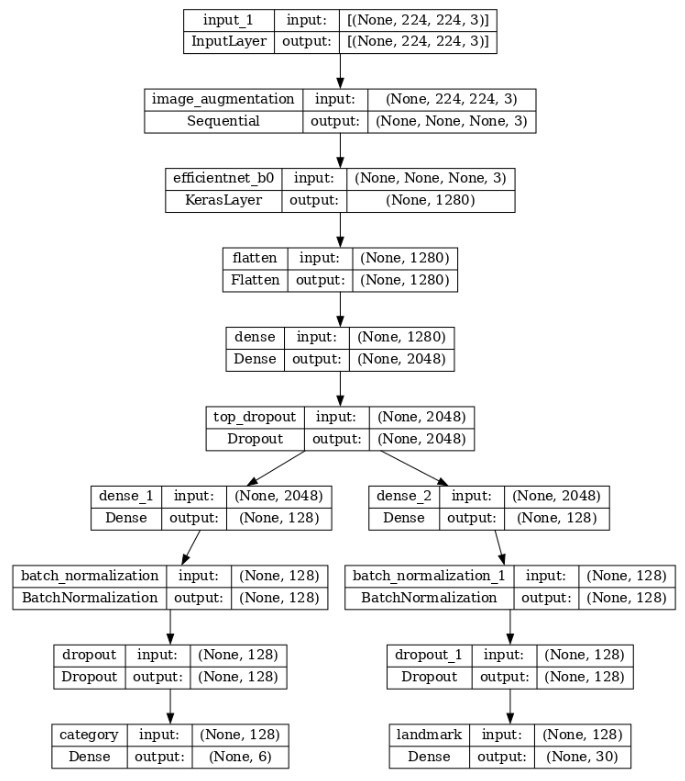 input_1 input: [(None, 224, 224, 3)]
InputLayer output: [(None, 224, 224, 3)]
image_augmentation input: (None, 224, 224, 3)
Sequential output: (None, None, None, 3)
efficientnet_b0 input: (None, None, None, 3)
KerasLayer output: (None, 1280)
flatten input: (None, 1280)
Flatten output: (None, 1280)
dense input: (None, 1280)
Dense output: (None, 2048)
top_dropout input: (None, 2048)
Dropout output: (None, 2048)
dense_1 input: (None, 2048)
Dense output: (None, 128)
dense_2 input: (None, 2048)
Dense output: (None, 128)
batch_normalization input: (None, 128)
BatchNormalization output: (None, 128)
batch_normalization_1 input: (None, 128)
BatchNormalization output: (None, 128)
dropout input: (None, 128)
Dropout output: (None, 128)
dropout_1 input: (None, 128)
Dropout output: (None, 128)
category input: (None, 128)
Dense output: (None, 6)
landmark input: (None, 128)
Dense output: (None, 30)